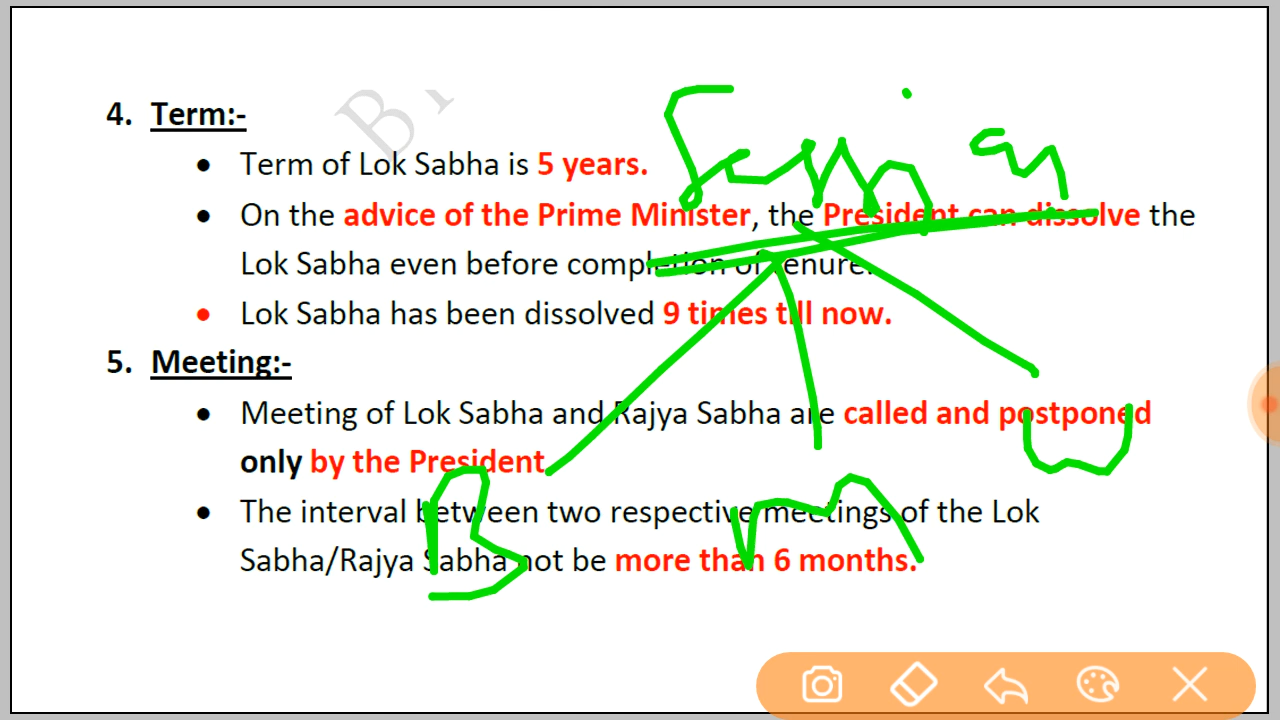 4. Term:-
• Term of Lok Sabha is 5 years.
• On the advice of the Prime Minister, the President can dissolve the
Lok Sabha even before completion of tenure.
• Lok Sabha has been dissolved 9 times till now.
5. Meeting:-
• Meeting of Lok Sabha and Rajya Sabha are called and postponed
only by the President
• The interval between two respective meetings of the Lok
Sabha/Rajya Sabha not be more than 6 months.
B
m
W